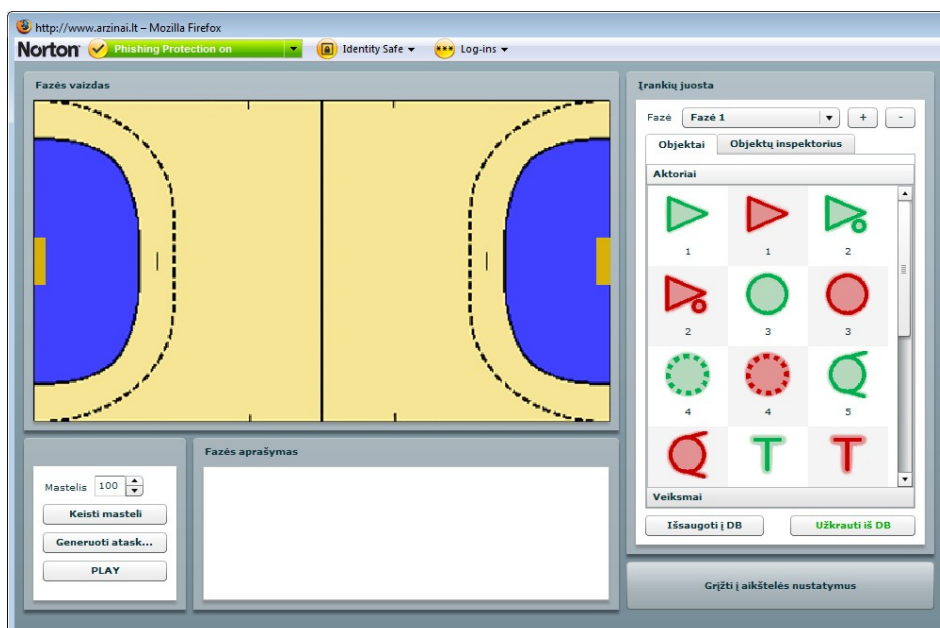 http://www.arzinai.lt – Mozilla Firefox
Norton Phishing Protection on Identity Safe Log-ins
Fazės vaizdas
Įrankių juosta
Fazė Fazė 1 + -
Objektai Objektų inspektorius
Aktoriai
1 1 2
2 3 3
4 4 5
T T
Veiksmai
Išsaugoti į DB Užkrauti iš DB
Grįžti į aikštelės nustatymus
Mastelis 100
Keisti masteli
Generuoti atask...
PLAY
Fazės aprašymas